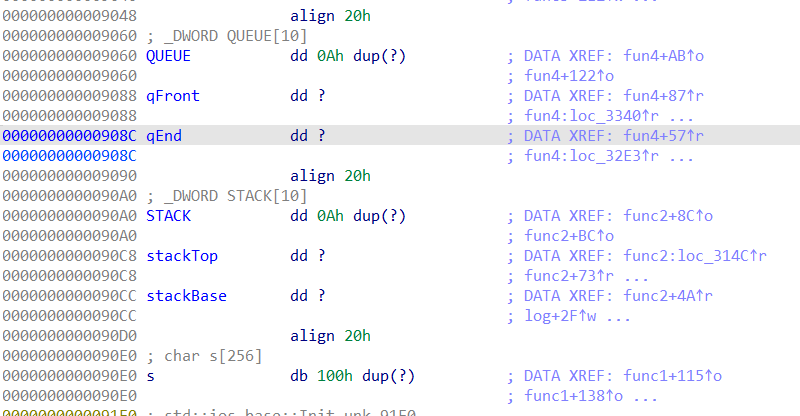 0000000000009048 align 20h
0000000000009060 ; _DWORD QUEUE[10]
0000000000009060 QUEUE dd 0Ah dup(?) ; DATA XREF: fun4+AB↑o
0000000000009060 ; fun4+122↑o
0000000000009088 qFront dd ? ; DATA XREF: fun4+87↑r
0000000000009088 ; fun4:loc_3340↑r ...
000000000000908C qEnd dd ? ; DATA XREF: fun4+57↑r
000000000000908C ; fun4:loc_32E3↑r ...
0000000000009090 align 20h
00000000000090A0 ; _DWORD STACK[10]
00000000000090A0 STACK dd 0Ah dup(?) ; DATA XREF: func2+8C↑o
00000000000090A0 ; func2+BC↑o
00000000000090C8 stackTop dd ? ; DATA XREF: func2:loc_314C↑r
00000000000090C8 ; func2+73↑r ...
00000000000090CC stackBase dd ? ; DATA XREF: func2+4A↑r
00000000000090CC ; log+2F↑w ...
00000000000090D0 align 20h
00000000000090E0 ; char s[256]
00000000000090E0 s db 100h dup(?) ; DATA XREF: func1+115↑o
00000000000090E0 ; func1+138↑o ...
00000000000091E0 ; std::ios_base::Init unk_91E0